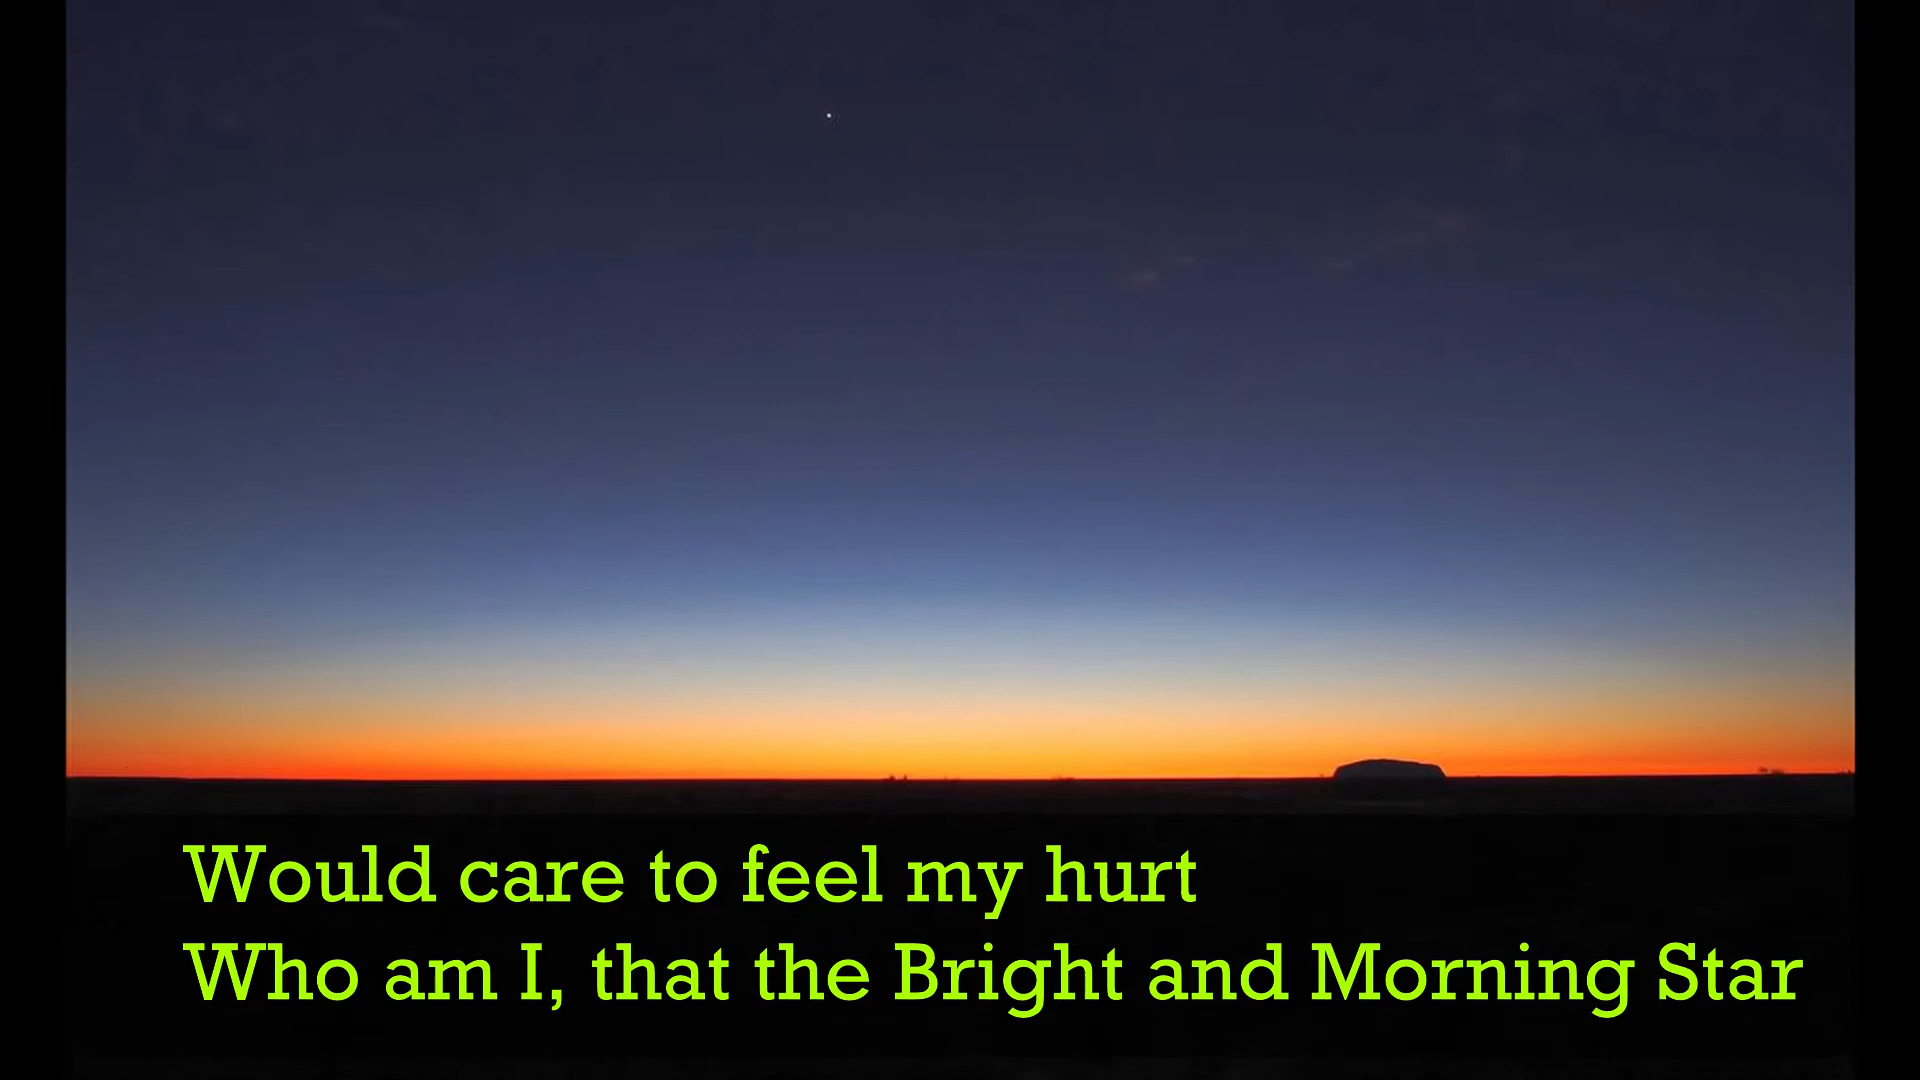 Would care to feel my hurt
Who am I, that the Bright and Morning Star